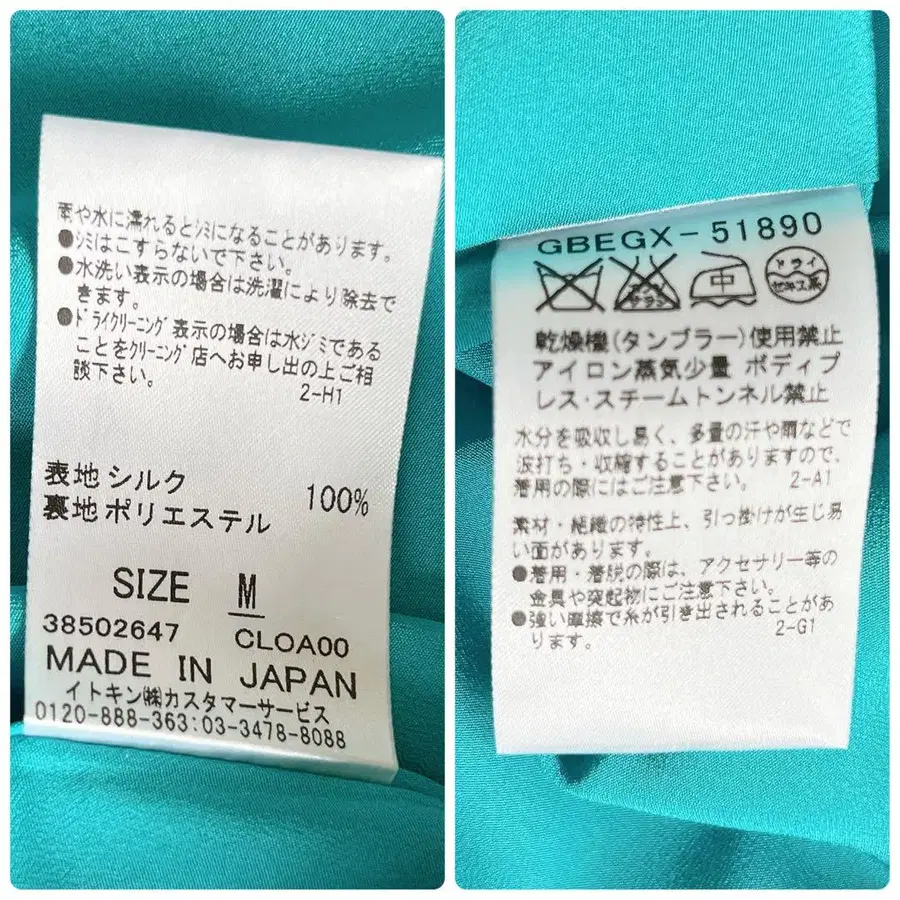 雨や水に濡れるとシミになることがあります。
●シミはこすらないで下さい。
●水洗い表示の場合は洗濯により除去で
きます。
●ドライクリーニング表示の場合は水ジミである
ことをクリーニング店へお申し出の上ご相
談下さい。
2-H1
表地 シルク
裏地 ポリエステル
100%
SIZE M
38502647 CLOA00
MADE IN JAPAN
イトキン㈱カスタマーサービス
0120-888-363:03-3478-8088
GBEGX-51890
エンソ
サラシ
中
ドライ
セキユ系
乾燥機(タンブラー)使用禁止
アイロン蒸気少量 ボディプ
レス・スチームトンネル禁止
水分を吸収し易く、多量の汗や雨などで
波打ち・収縮することがありますので、
着用の際にはご注意下さい。 2-A1
素材・組織の特性上、引っ掛けが生じ易
い面があります。
●着用・着脱の際は、アクセサリー等の
金具や突起物にご注意下さい。
●強い摩擦で糸が引き出されることがあ
ります。 2-G1